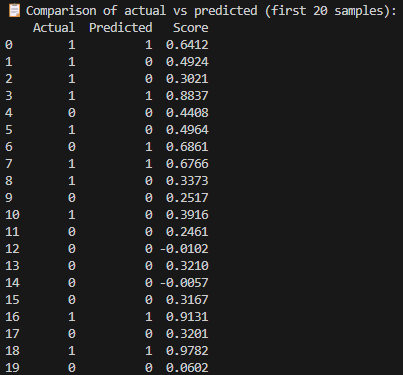 📋 Comparison of actual vs predicted (first 20 samples):
Actual Predicted Score
0 1 1 0.6412
1 1 0 0.4924
2 1 0 0.3021
3 1 1 0.8837
4 0 0 0.4408
5 1 0 0.4964
6 0 1 0.6861
7 1 1 0.6766
8 1 0 0.3373
9 0 0 0.2517
10 1 0 0.3916
11 0 0 0.2461
12 0 0 -0.0102
13 0 0 0.3210
14 0 0 -0.0057
15 0 0 0.3167
16 1 1 0.9131
17 0 0 0.3201
18 1 1 0.9782
19 0 0 0.0602